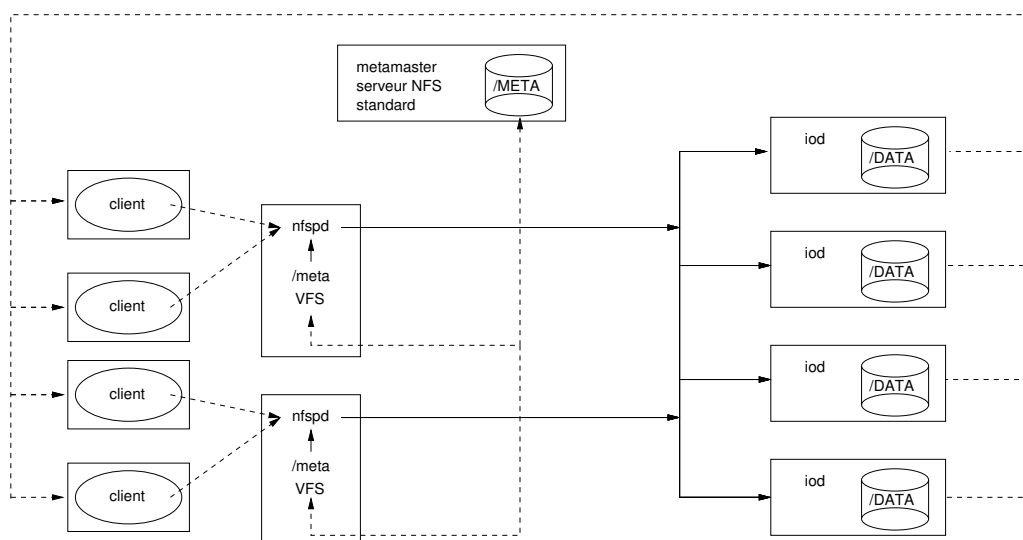 metamaster
serveur NFS
standard
/META
iod
/DATA
client
nfspd
/meta
VFS
client
iod
/DATA
client
nfspd
/meta
VFS
iod
/DATA
client
iod
/DATA